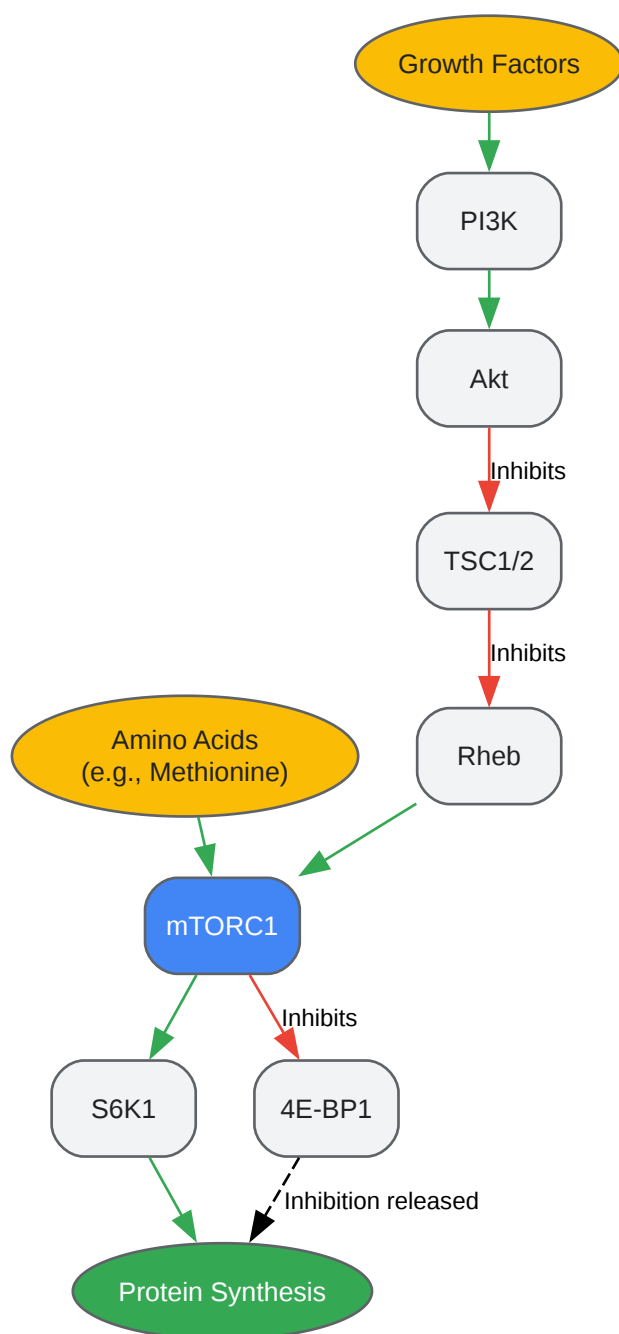 Growth Factors
PI3K
Akt
Inhibits
TSC1/2
Inhibits
Rheb
Amino Acids
(e.g., Methionine)
mTORC1
Inhibits
S6K1
4E-BP1
Inhibition released
Protein Synthesis